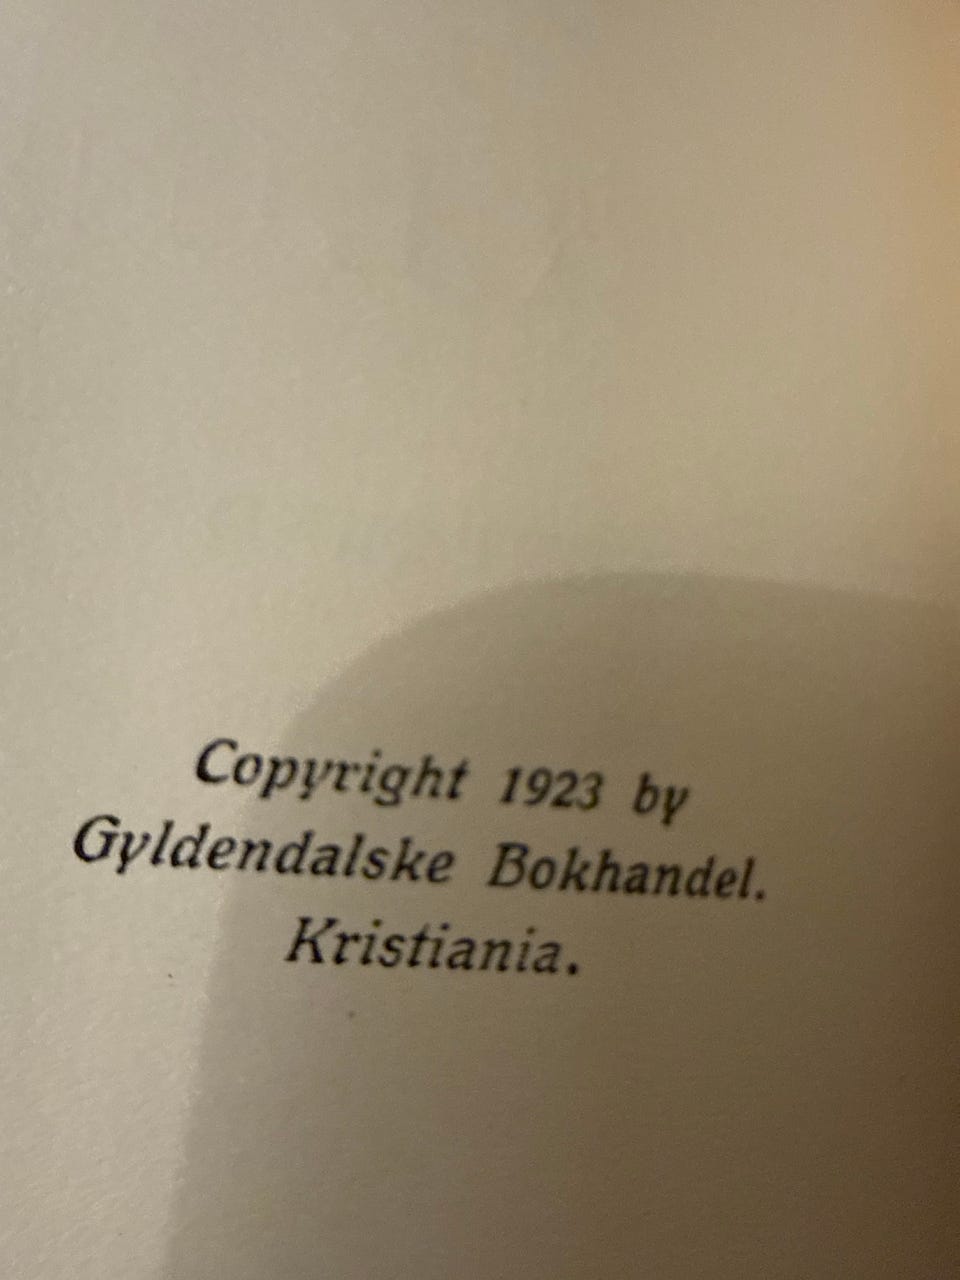 Copyright 1923 by
Gyldendalske Bokhandel.
Kristiania.